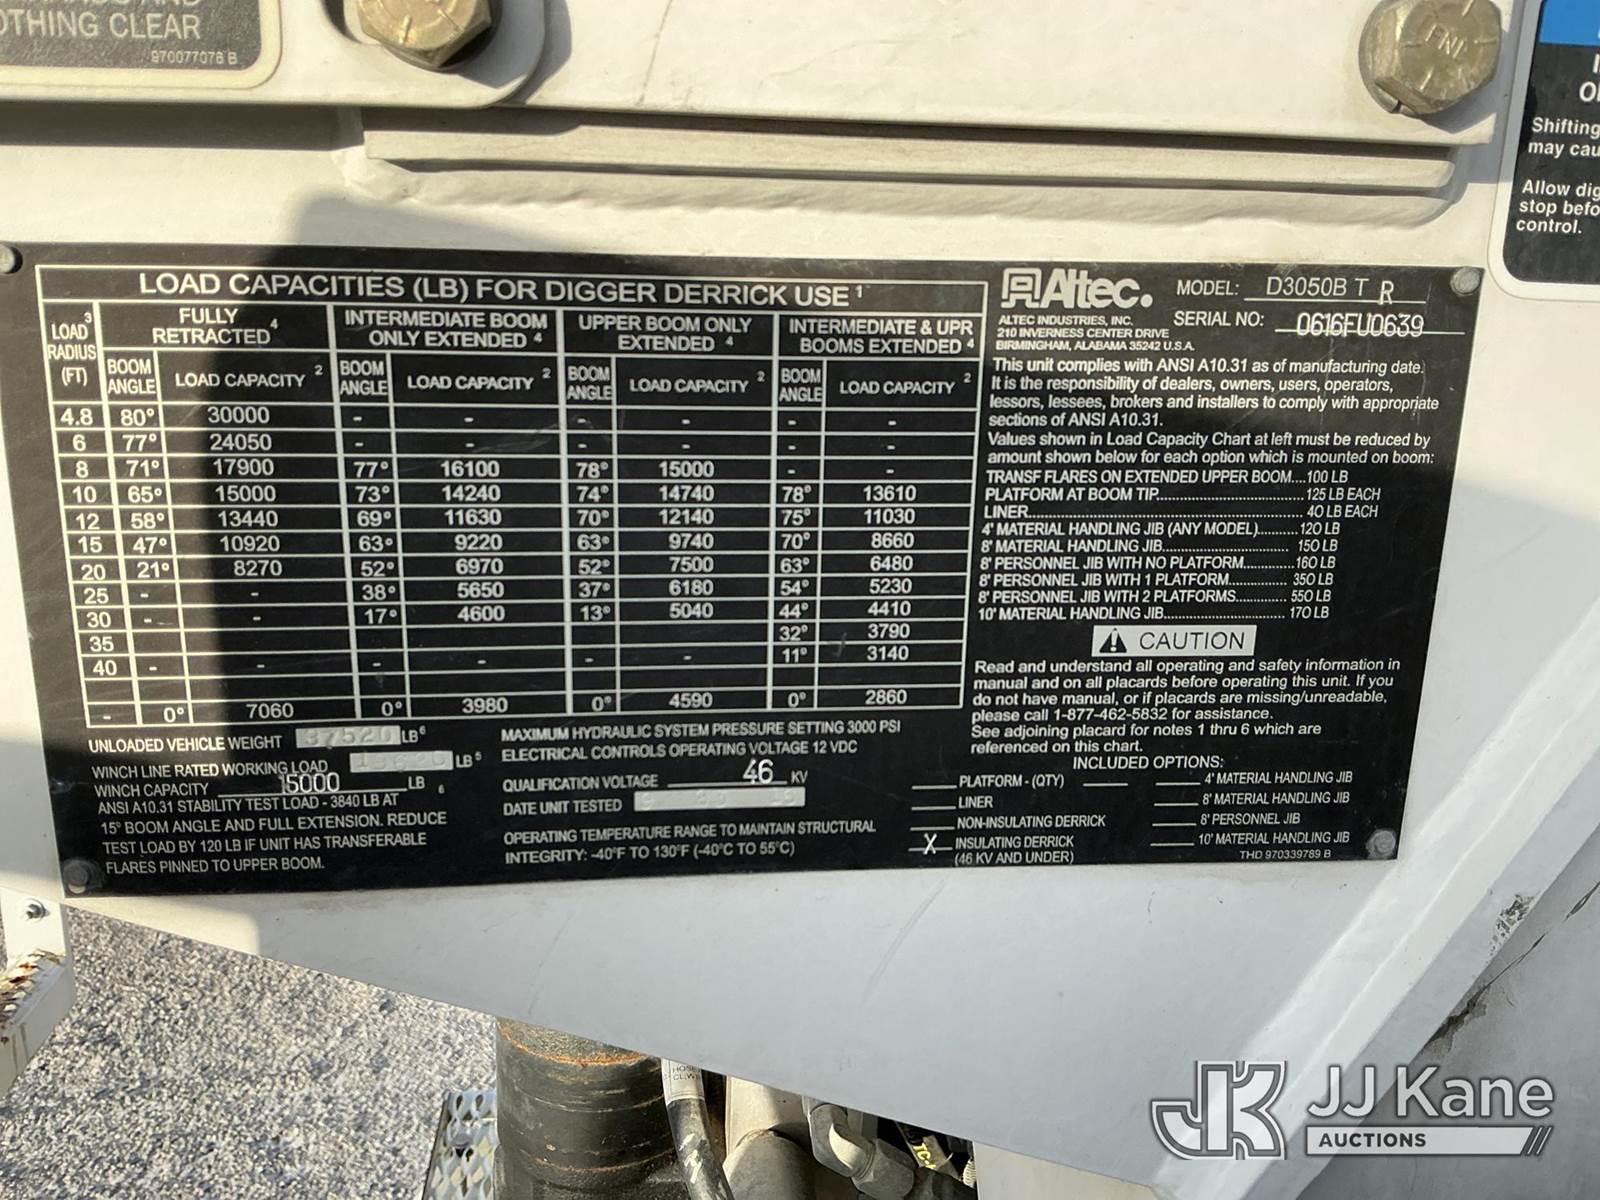 OTHING CLEAR
970077078 B
Shifting
may cau
Allow dig
stop befo
control.
LOAD CAPACITIES (LB) FOR DIGGER DERRICK USE 1
LOAD 3 RADIUS (FT)
FULLY RETRACTED 4
INTERMEDIATE BOOM ONLY EXTENDED 4
UPPER BOOM ONLY EXTENDED 4
INTERMEDIATE & UPR BOOMS EXTENDED 4
BOOM ANGLE LOAD CAPACITY 2 BOOM ANGLE LOAD CAPACITY 2 BOOM ANGLE LOAD CAPACITY 2 BOOM ANGLE LOAD CAPACITY 2
4.8 80° 30000 - - - - - -
6 77° 24050 - - - - - -
8 71° 17900 77° 16100 78° 15000 - -
10 65° 15000 73° 14240 74° 14740 78° 13610
12 58° 13440 69° 11630 70° 12140 75° 11030
15 47° 10920 63° 9220 63° 9740 70° 8660
20 21° 8270 52° 6970 52° 7500 63° 6480
25 - - 38° 5650 37° 6180 54° 5230
30 - - 17° 4600 13° 5040 44° 4410
35 32° 3790
40 - - - - - - 11° 3140
- 0° 7060 0° 3980 0° 4590 0° 2860
UNLOADED VEHICLE WEIGHT 37520 LB 6
WINCH LINE RATED WORKING LOAD LB 5
WINCH CAPACITY 15000 LB 6
ANSI A10.31 STABILITY TEST LOAD - 3840 LB AT
15° BOOM ANGLE AND FULL EXTENSION. REDUCE
TEST LOAD BY 120 LB IF UNIT HAS TRANSFERABLE
FLARES PINNED TO UPPER BOOM.
MAXIMUM HYDRAULIC SYSTEM PRESSURE SETTING 3000 PSI
ELECTRICAL CONTROLS OPERATING VOLTAGE 12 VDC
QUALIFICATION VOLTAGE 46 KV
DATE UNIT TESTED
OPERATING TEMPERATURE RANGE TO MAINTAIN STRUCTURAL
INTEGRITY: -40°F TO 130°F (-40°C TO 55°C)
Altec.
ALTEC INDUSTRIES, INC.
210 INVERNESS CENTER DRIVE
BIRMINGHAM, ALABAMA 35242 U.S.A.
MODEL: D3050B T R
SERIAL NO: 0616FU0639
This unit complies with ANSI A10.31 as of manufacturing date.
It is the responsibility of dealers, owners, users, operators,
lessors, lessees, brokers and installers to comply with appropriate
sections of ANSI A10.31.
Values shown in Load Capacity Chart at left must be reduced by
amount shown below for each option which is mounted on boom:
TRANSF FLARES ON EXTENDED UPPER BOOM....100 LB
PLATFORM AT BOOM TIP....125 LB EACH
LINER....40 LB EACH
4' MATERIAL HANDLING JIB (ANY MODEL)....120 LB
8' MATERIAL HANDLING JIB....150 LB
8' PERSONNEL JIB WITH NO PLATFORM....160 LB
8' PERSONNEL JIB WITH 1 PLATFORM....350 LB
8' PERSONNEL JIB WITH 2 PLATFORMS....550 LB
10' MATERIAL HANDLING JIB....170 LB
CAUTION
Read and understand all operating and safety information in
manual and on all placards before operating this unit. If you
do not have manual, or if placards are missing/unreadable,
please call 1-877-462-5832 for assistance.
See adjoining placard for notes 1 thru 6 which are
referenced on this chart.
INCLUDED OPTIONS:
PLATFORM - (QTY)
LINER
NON-INSULATING DERRICK
X INSULATING DERRICK
(46 KV AND UNDER)
4' MATERIAL HANDLING JIB
8' MATERIAL HANDLING JIB
8' PERSONNEL JIB
10' MATERIAL HANDLING JIB
THD 970339789 B
JJ Kane
AUCTIONS